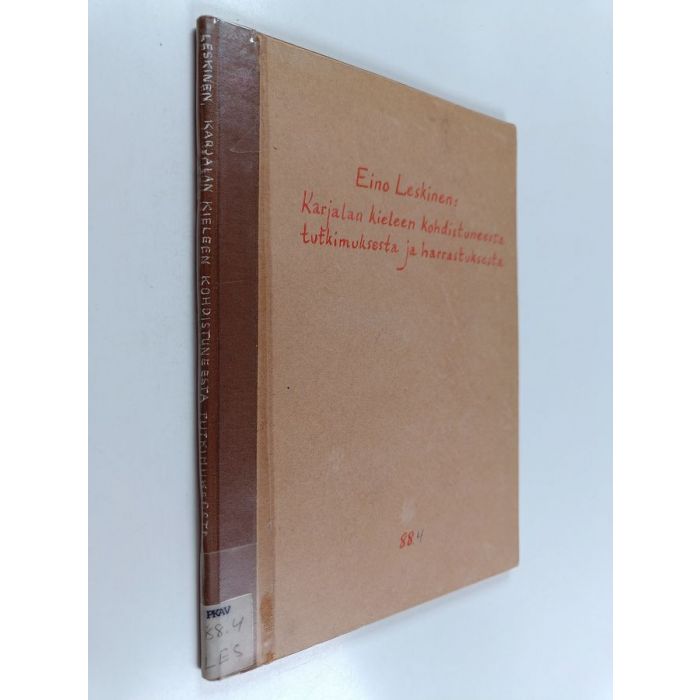 LESKINEN, KARJALAN KIELEEN KOHDISTUNEESTA
Eino Leskinen:
Karjalan kieleen kohdistuneesta
tutkimuksesta ja harrastuksesta
88.4
PKAV
88.4
LES